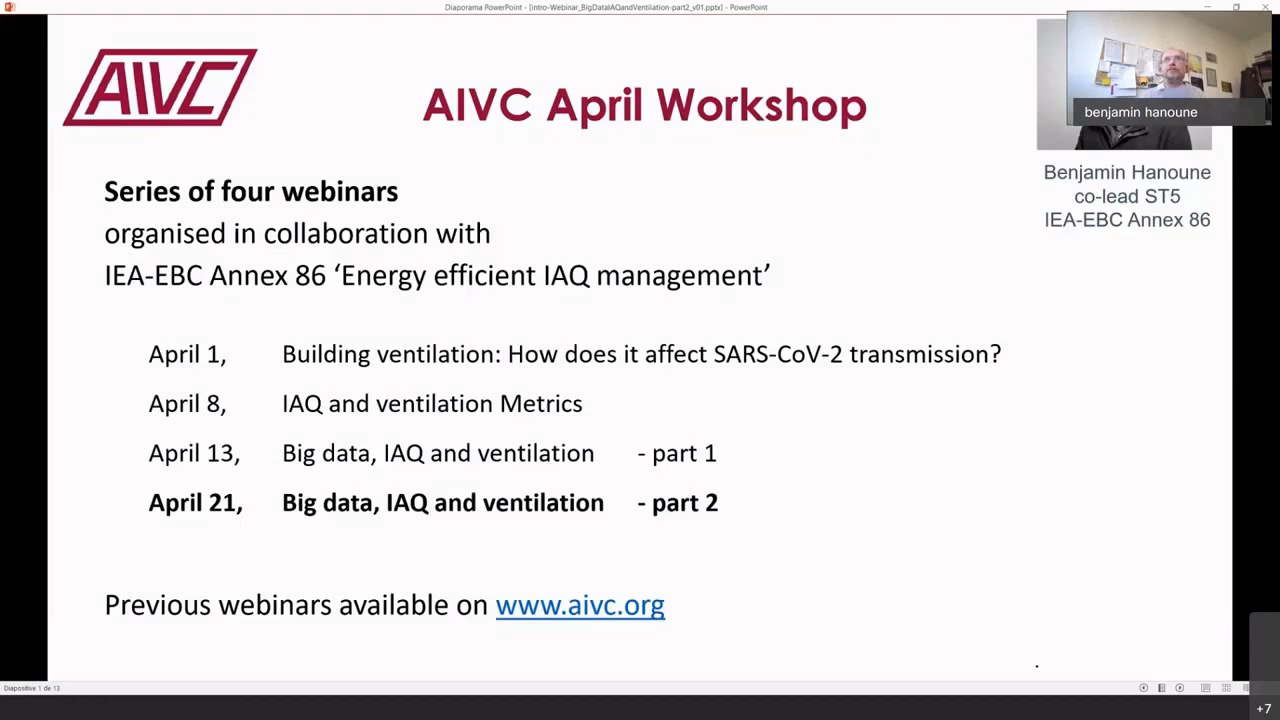 Diaporama PowerPoint - [intro-Webinar_BigDataIAQandVentilation-part2_v01.pptx] - PowerPoint
AIVC
AIVC April Workshop
benjamin hanoune
Benjamin Hanoune
co-lead ST5
IEA-EBC Annex 86
Series of four webinars
organised in collaboration with
IEA-EBC Annex 86 ‘Energy efficient IAQ management’
April 1, Building ventilation: How does it affect SARS-CoV-2 transmission?
April 8, IAQ and ventilation Metrics
April 13, Big data, IAQ and ventilation - part 1
April 21, Big data, IAQ and ventilation - part 2
Previous webinars available on www.aivc.org
Diapositive 1 de 13
+7